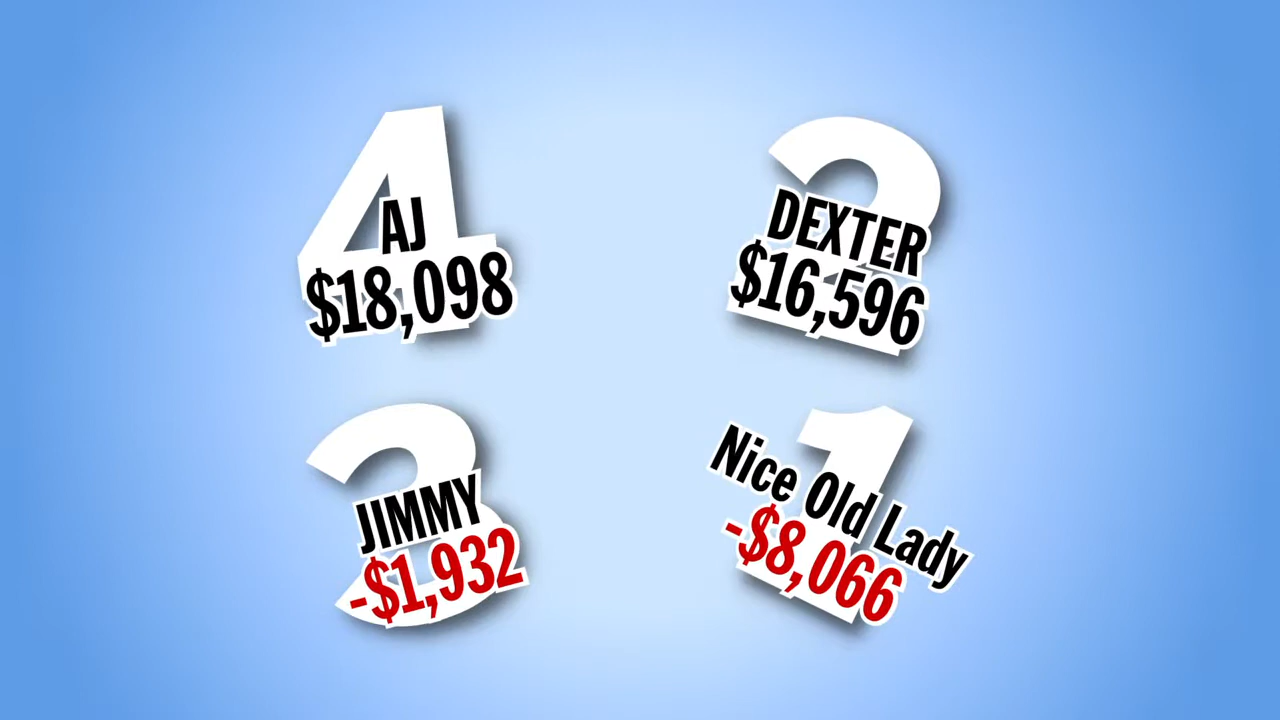 4
AJ
$18,098
2
DEXTER
$16,596
3
JIMMY
-$1,932
1
Nice Old Lady
-$8,066